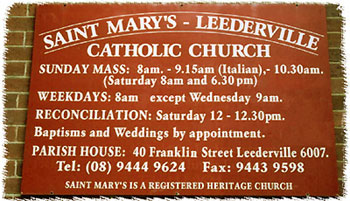 SAINT MARY'S - LEEDERVILLE
CATHOLIC CHURCH
SUNDAY MASS: 8am. - 9.15am (Italian),- 10.30am.
(Saturday 8am and 6.30pm)
WEEKDAYS: 8am except Wednesday 9am.
RECONCILIATION: Saturday 12 - 12.30pm.
Baptisms and Weddings by appointment.
PARISH HOUSE: 40 Franklin Street Leederville 6007.
Tel: (08) 9444 9624 Fax: 9443 9598
SAINT MARY'S IS A REGISTERED HERITAGE CHURCH